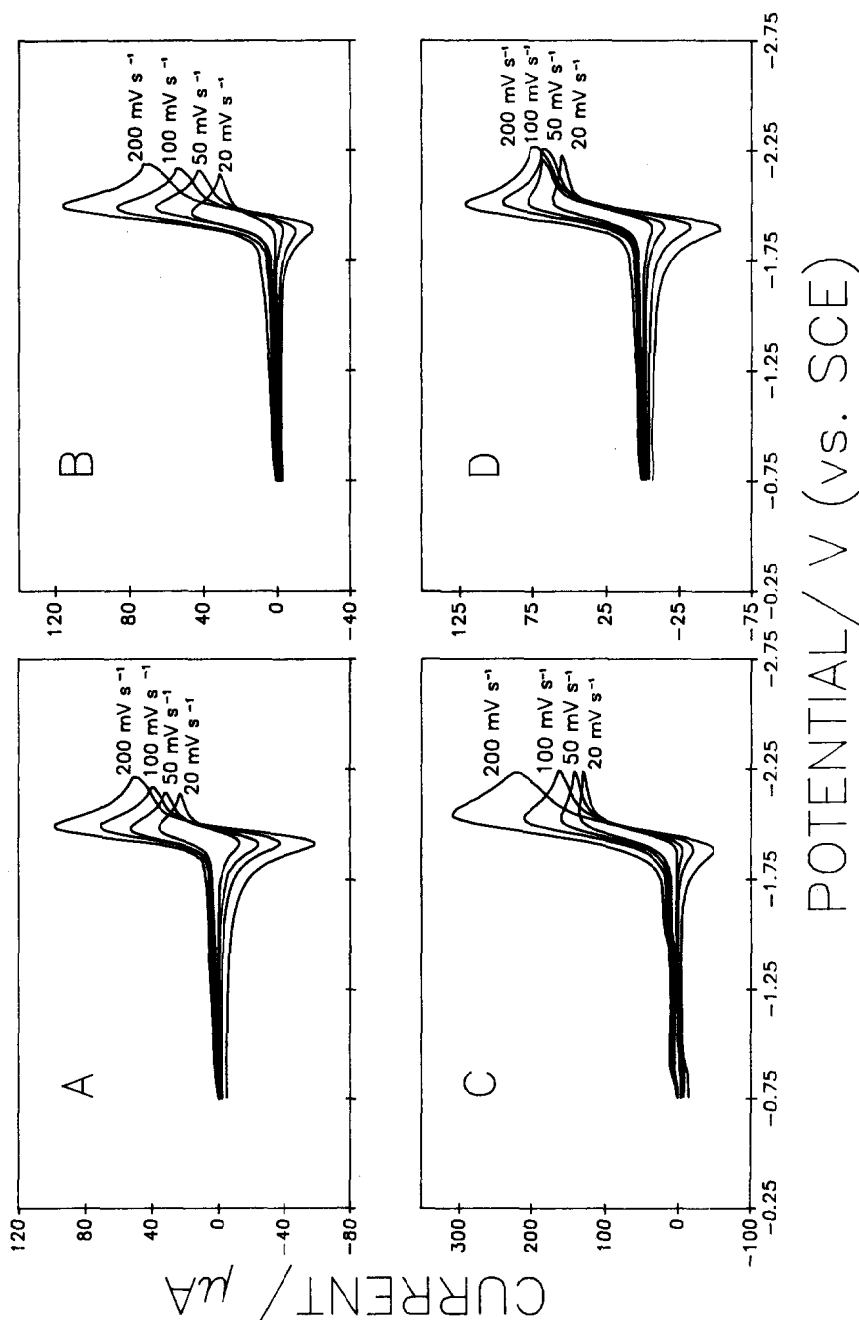 A
120
80
40
0
-40
-80
200 mV s⁻¹
100 mV s⁻¹
50 mV s⁻¹
20 mV s⁻¹
B
120
80
40
0
-40
200 mV s⁻¹
100 mV s⁻¹
50 mV s⁻¹
20 mV s⁻¹
C
300
200
100
0
-100
200 mV s⁻¹
100 mV s⁻¹
50 mV s⁻¹
20 mV s⁻¹
-0.25
-0.75
-1.25
-1.75
-2.25
-2.75
D
125
75
25
-25
-75
200 mV s⁻¹
100 mV s⁻¹
50 mV s⁻¹
20 mV s⁻¹
-0.25
-0.75
-1.25
-1.75
-2.25
-2.75
CURRENT/ μA
POTENTIAL/ V (vs. SCE)